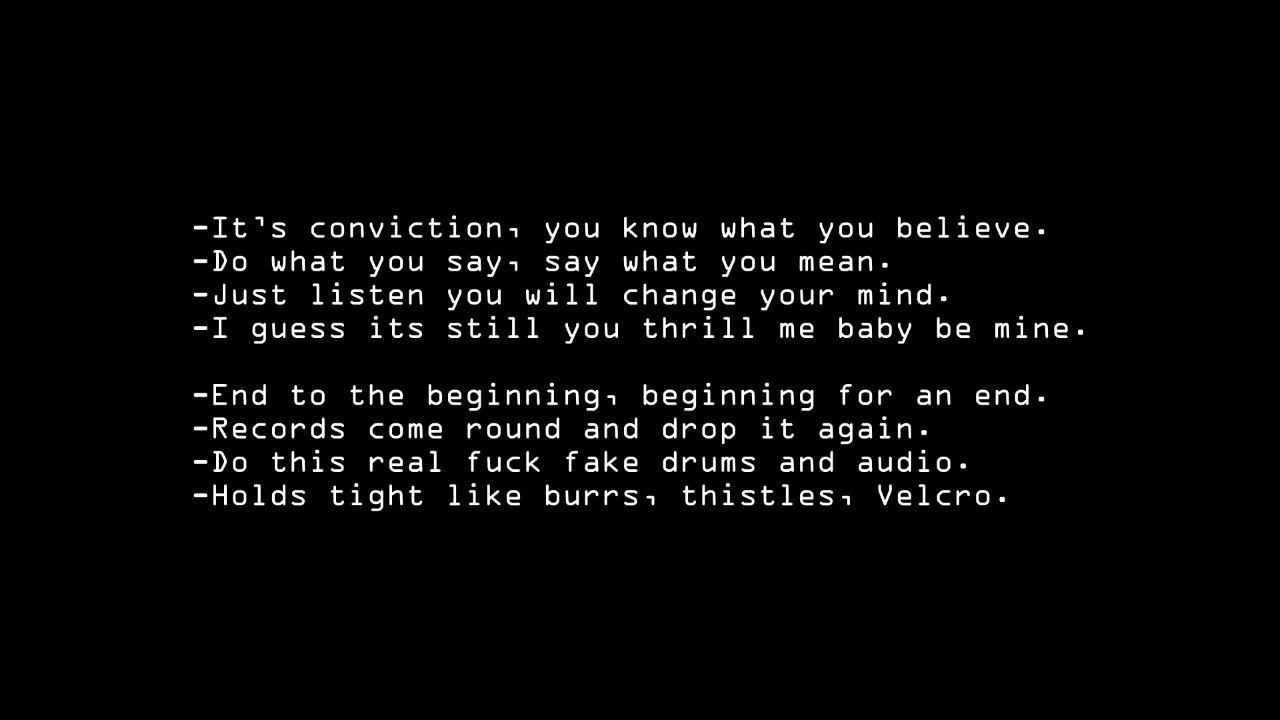 -It's conviction, you know what you believe.
-Do what you say, say what you mean.
-Just listen you will change your mind.
-I guess its still you thrill me baby be mine.
-End to the beginning, beginning for an end.
-Records come round and drop it again.
-Do this real fuck fake drums and audio.
-Holds tight like burrs, thistles, Velcro.